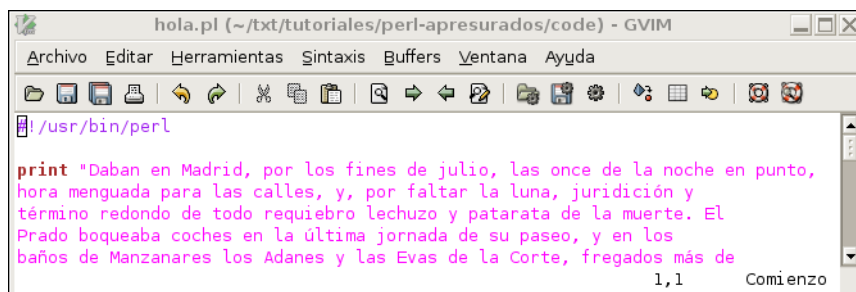 hola.pl (~/txt/tutoriales/perl-apresurados/code) - GVIM
Archivo Editar Herramientas Sintaxis Buffers Ventana Ayuda
#!/usr/bin/perl
print "Daban en Madrid, por los fines de julio, las once de la noche en punto,
hora menguada para las calles, y, por faltar la luna, juridición y
término redondo de todo requiebro lechuzo y patarata de la muerte. El
Prado boqueaba coches en la última jornada de su paseo, y en los
baños de Manzanares los Adanes y las Evas de la Corte, fregados más de
1,1 Comienzo